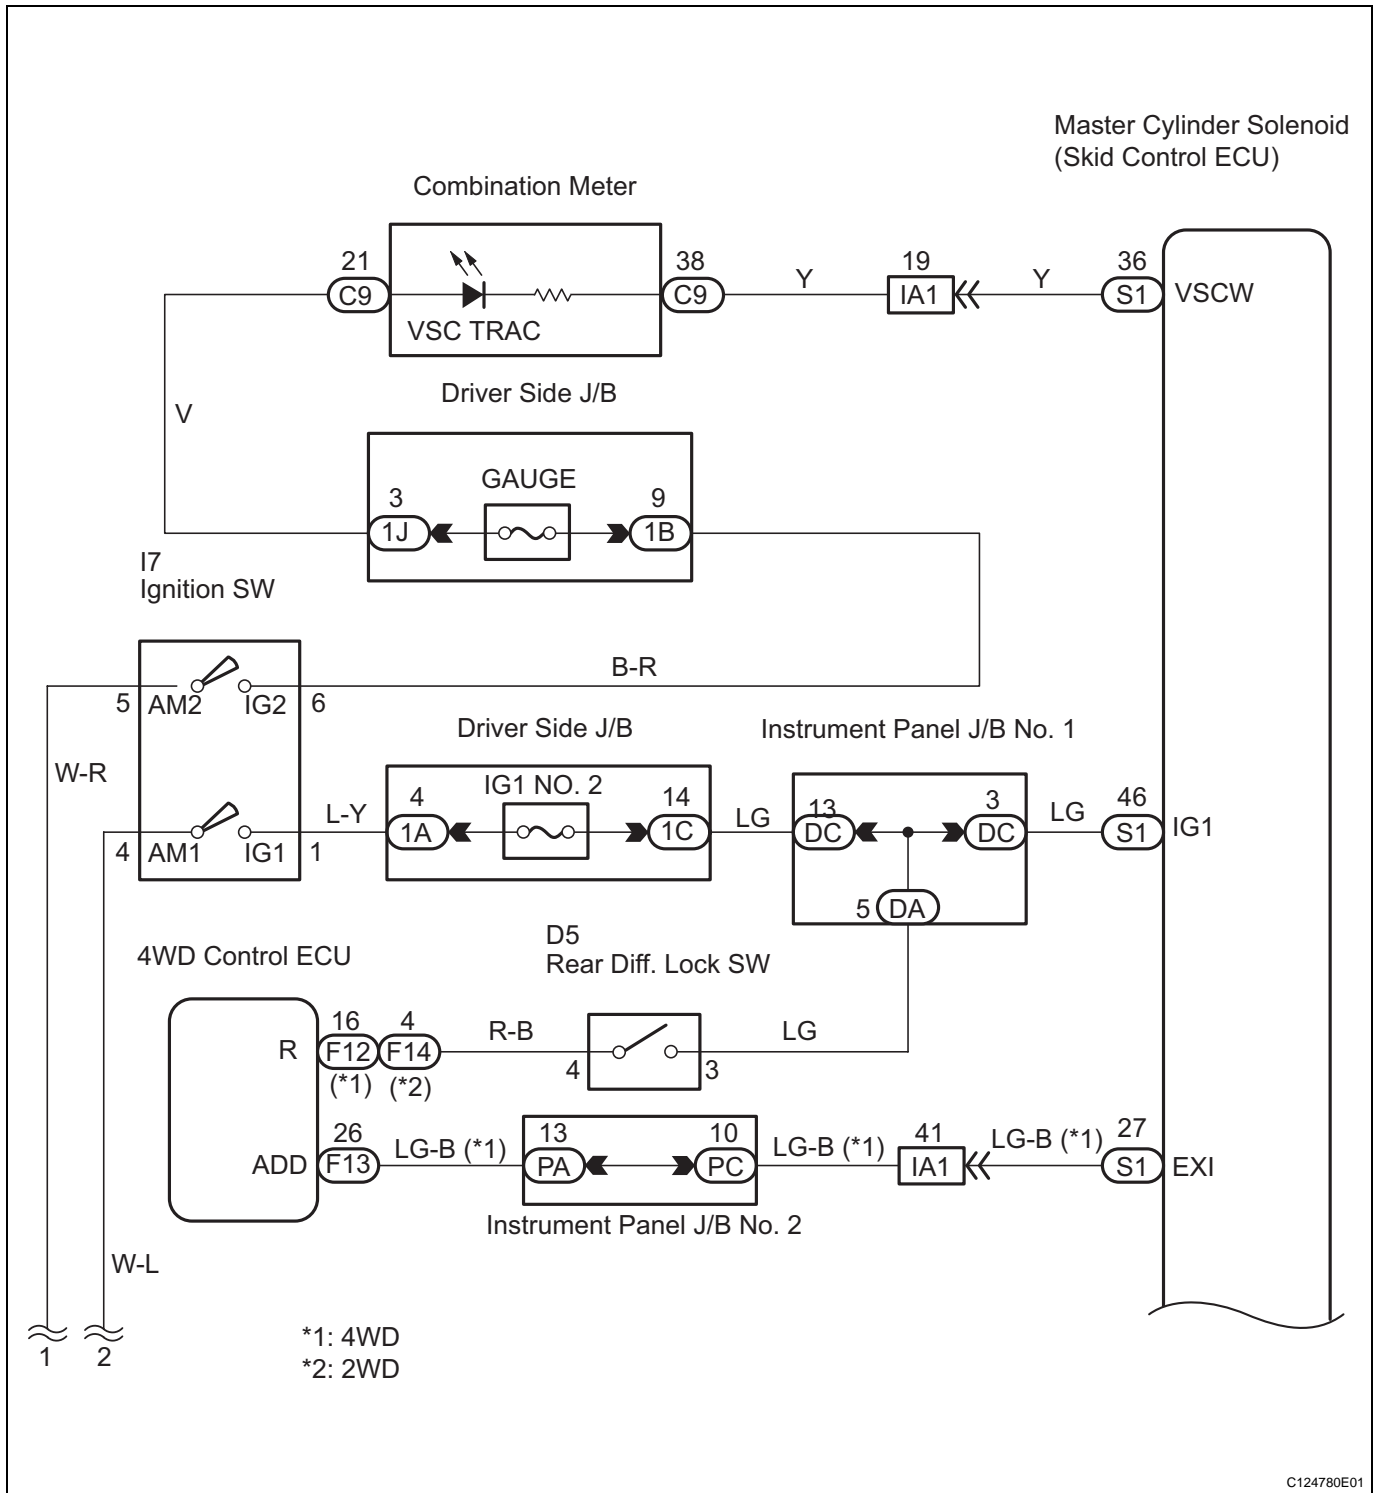 Master Cylinder Solenoid
(Skid Control ECU)
Combination Meter
21
C9
38
C9
Y
19
IA1
Y
36
S1
VSCW
VSC TRAC
Driver Side J/B
V
GAUGE
3
1J
9
1B
I7
Ignition SW
B-R
5
AM2
IG2
6
Driver Side J/B
Instrument Panel J/B No. 1
W-R
L-Y
4
1A
IG1 NO. 2
14
1C
LG
13
DC
3
DC
LG
46
S1
IG1
4
AM1
IG1
1
5
DA
D5
Rear Diff. Lock SW
4WD Control ECU
R
16
F12
(*1)
4
F14
(*2)
R-B
4
3
LG
ADD
26
F13
LG-B (*1)
13
PA
10
PC
LG-B (*1)
41
IA1
LG-B (*1)
27
S1
EXI
Instrument Panel J/B No. 2
W-L
1
2
*1: 4WD
*2: 2WD
C124780E01